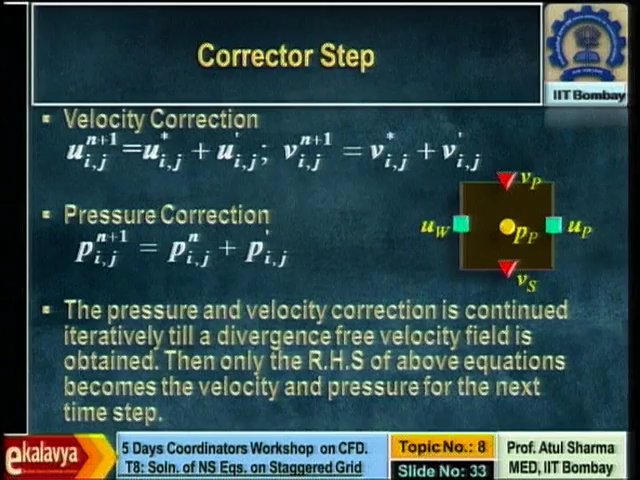 Corrector Step
IIT Bombay
Velocity Correction
u^{n+1}_{i,j} = u^{*}_{i,j} + u^{'}_{i,j}; v^{n+1}_{i,j} = v^{*}_{i,j} + v^{'}_{i,j}
Pressure Correction
p^{n+1}_{i,j} = p^{n}_{i,j} + p^{'}_{i,j}
v_P
u_W p_P u_P
v_S
The pressure and velocity correction is continued
iteratively till a divergence free velocity field is
obtained. Then only the R.H.S of above equations
becomes the velocity and pressure for the next
time step.
ekalavya
5 Days Coordinators Workshop on CFD.
T8: Soln. of NS Eqs. on Staggered Grid
Topic No.: 8
Slide No: 33
Prof. Atul Sharma
MED, IIT Bombay